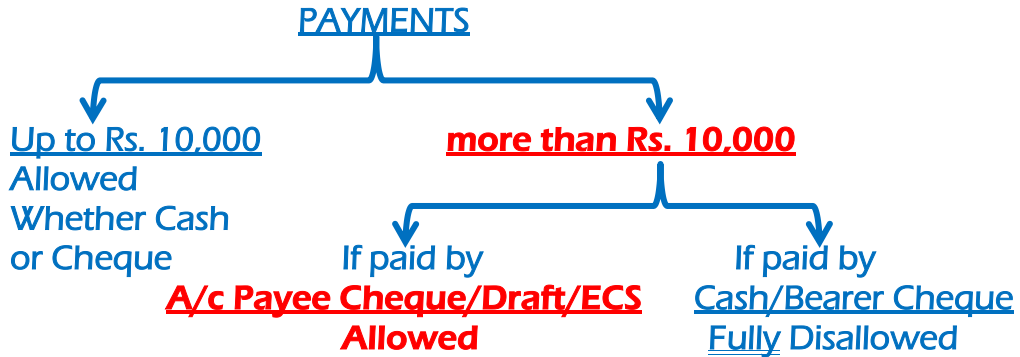 PAYMENTS
Up to Rs. 10,000
Allowed
Whether Cash
or Cheque
more than Rs. 10,000
If paid by
A/c Payee Cheque/Draft/ECS
Allowed
If paid by
Cash/Bearer Cheque
Fully Disallowed